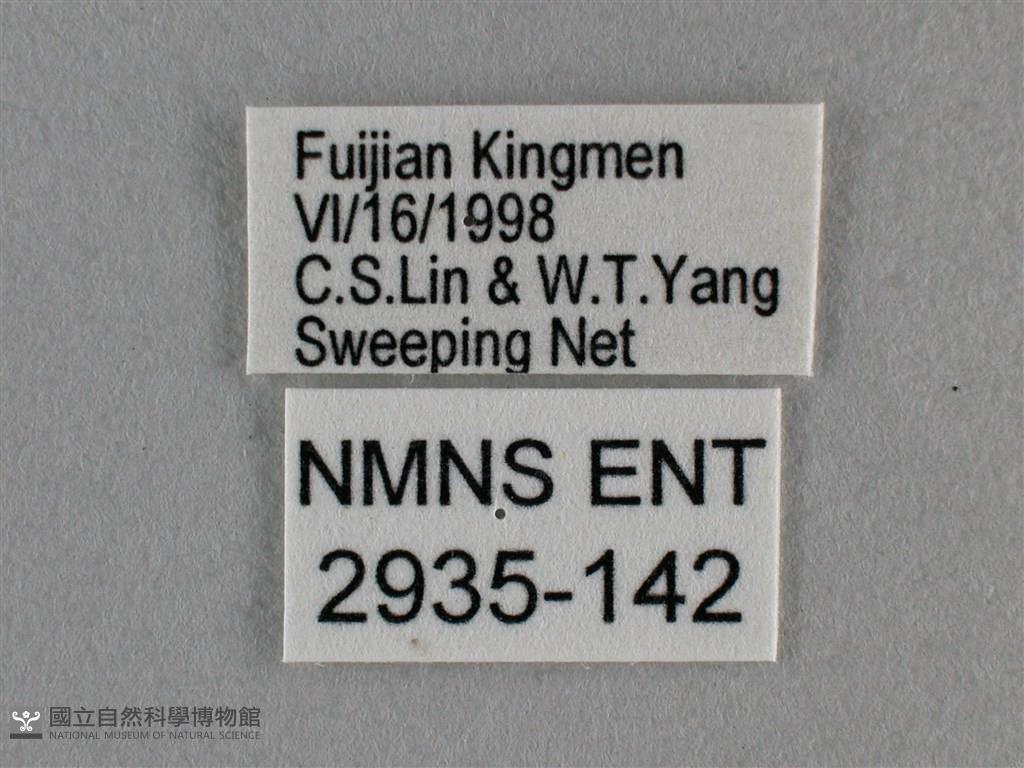 Fuijian Kingmen
VI/16/1998
C.S.Lin & W.T.Yang
Sweeping Net
NMNS ENT
2935-142
國立自然科學博物館
NATIONAL MUSEUM OF NATURAL SCIENCE